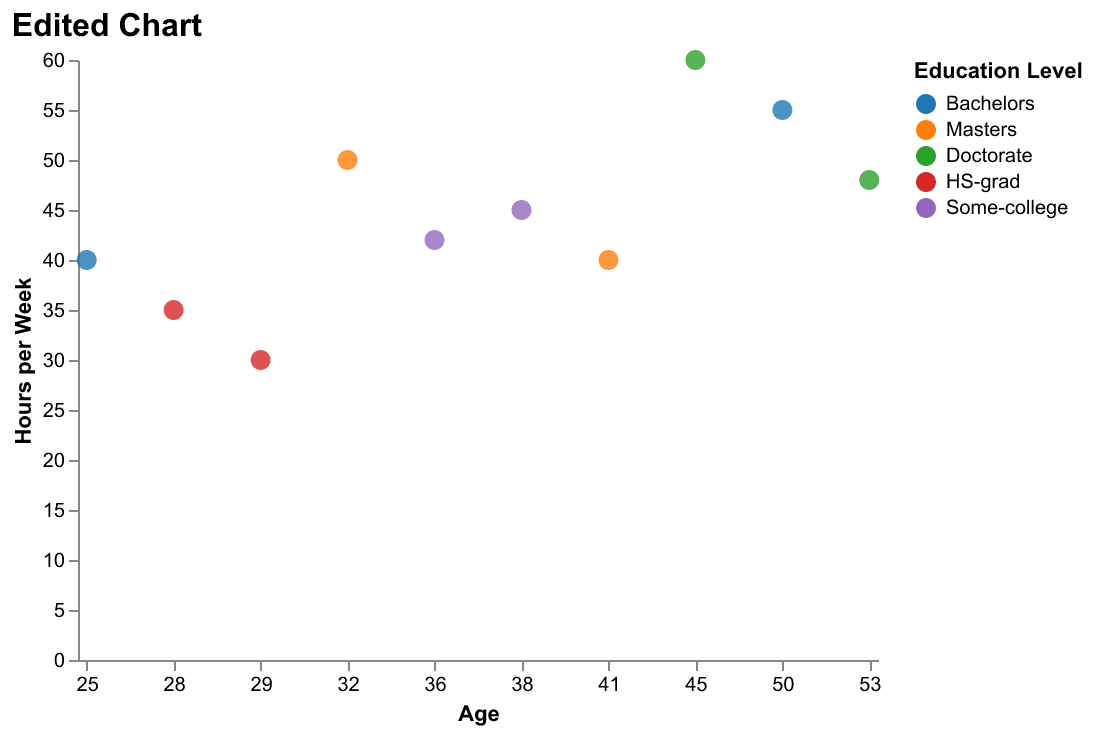 Edited Chart
60
55
50
45
40
35
30
25
20
15
10
5
0
Hours per Week
25 28 29 32 36 38 41 45 50 53
Age
Education Level
Bachelors
Masters
Doctorate
HS-grad
Some-college